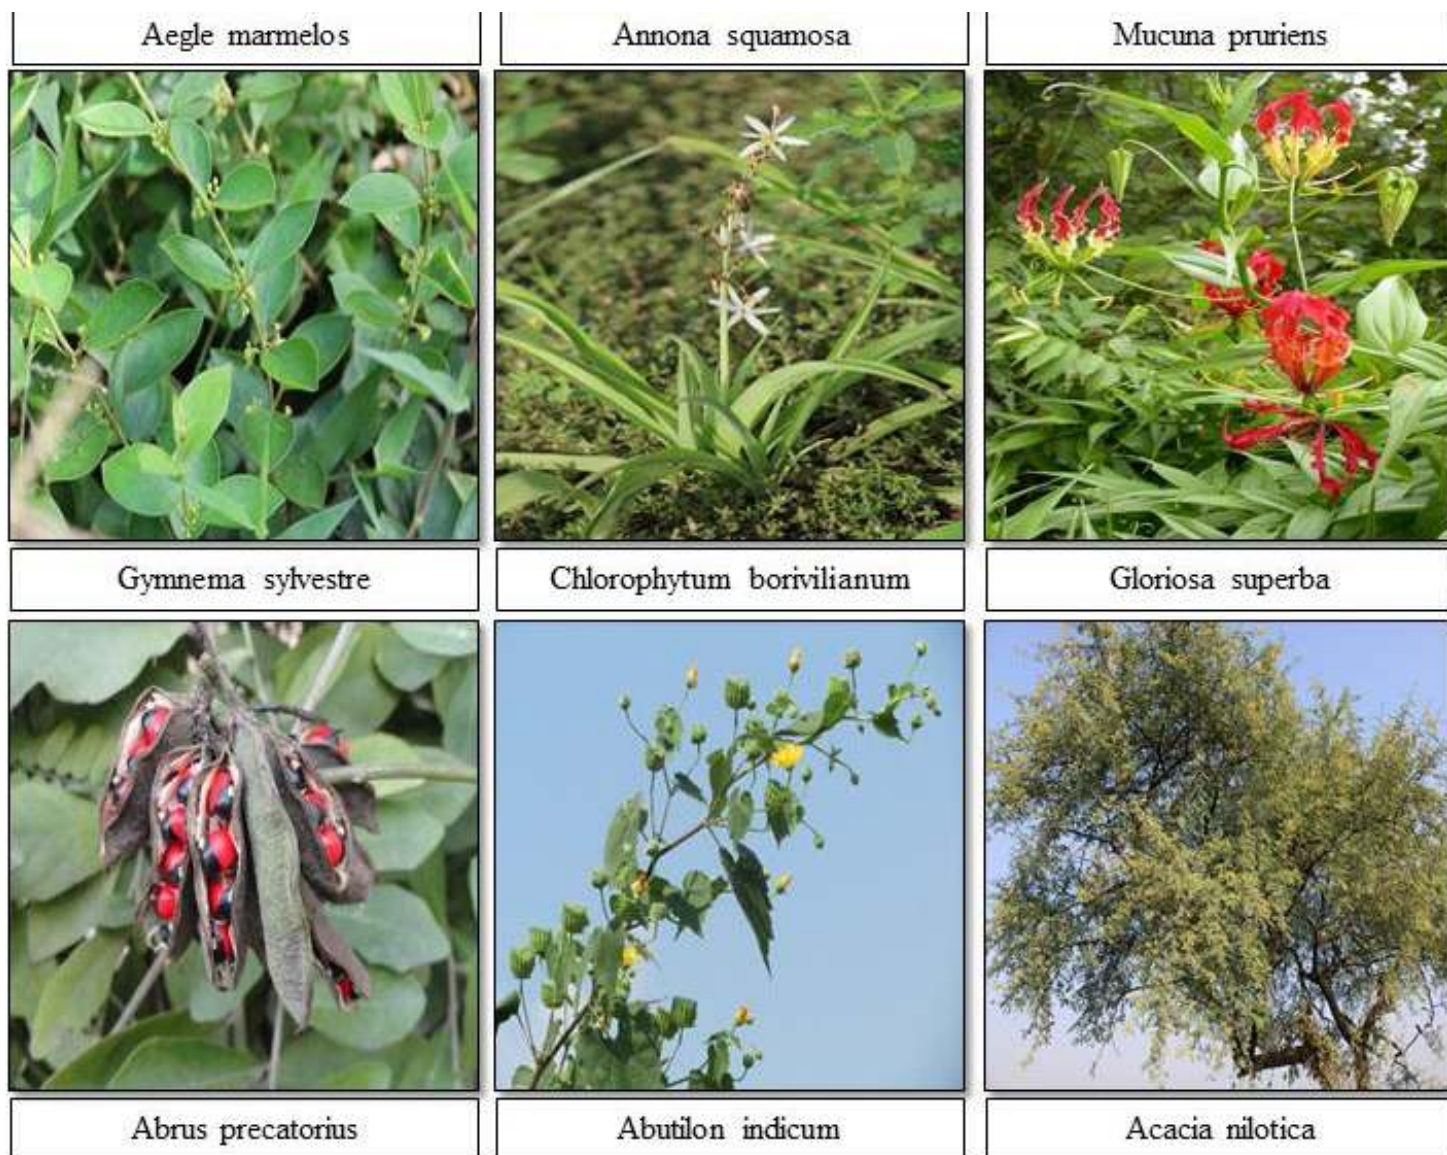 Aegle marmelos
Annona squamosa
Mucuna pruriens
Gymnema sylvestre
Chlorophytum borivilianum
Gloriosa superba
Abrus precatorius
Abutilon indicum
Acacia nilotica